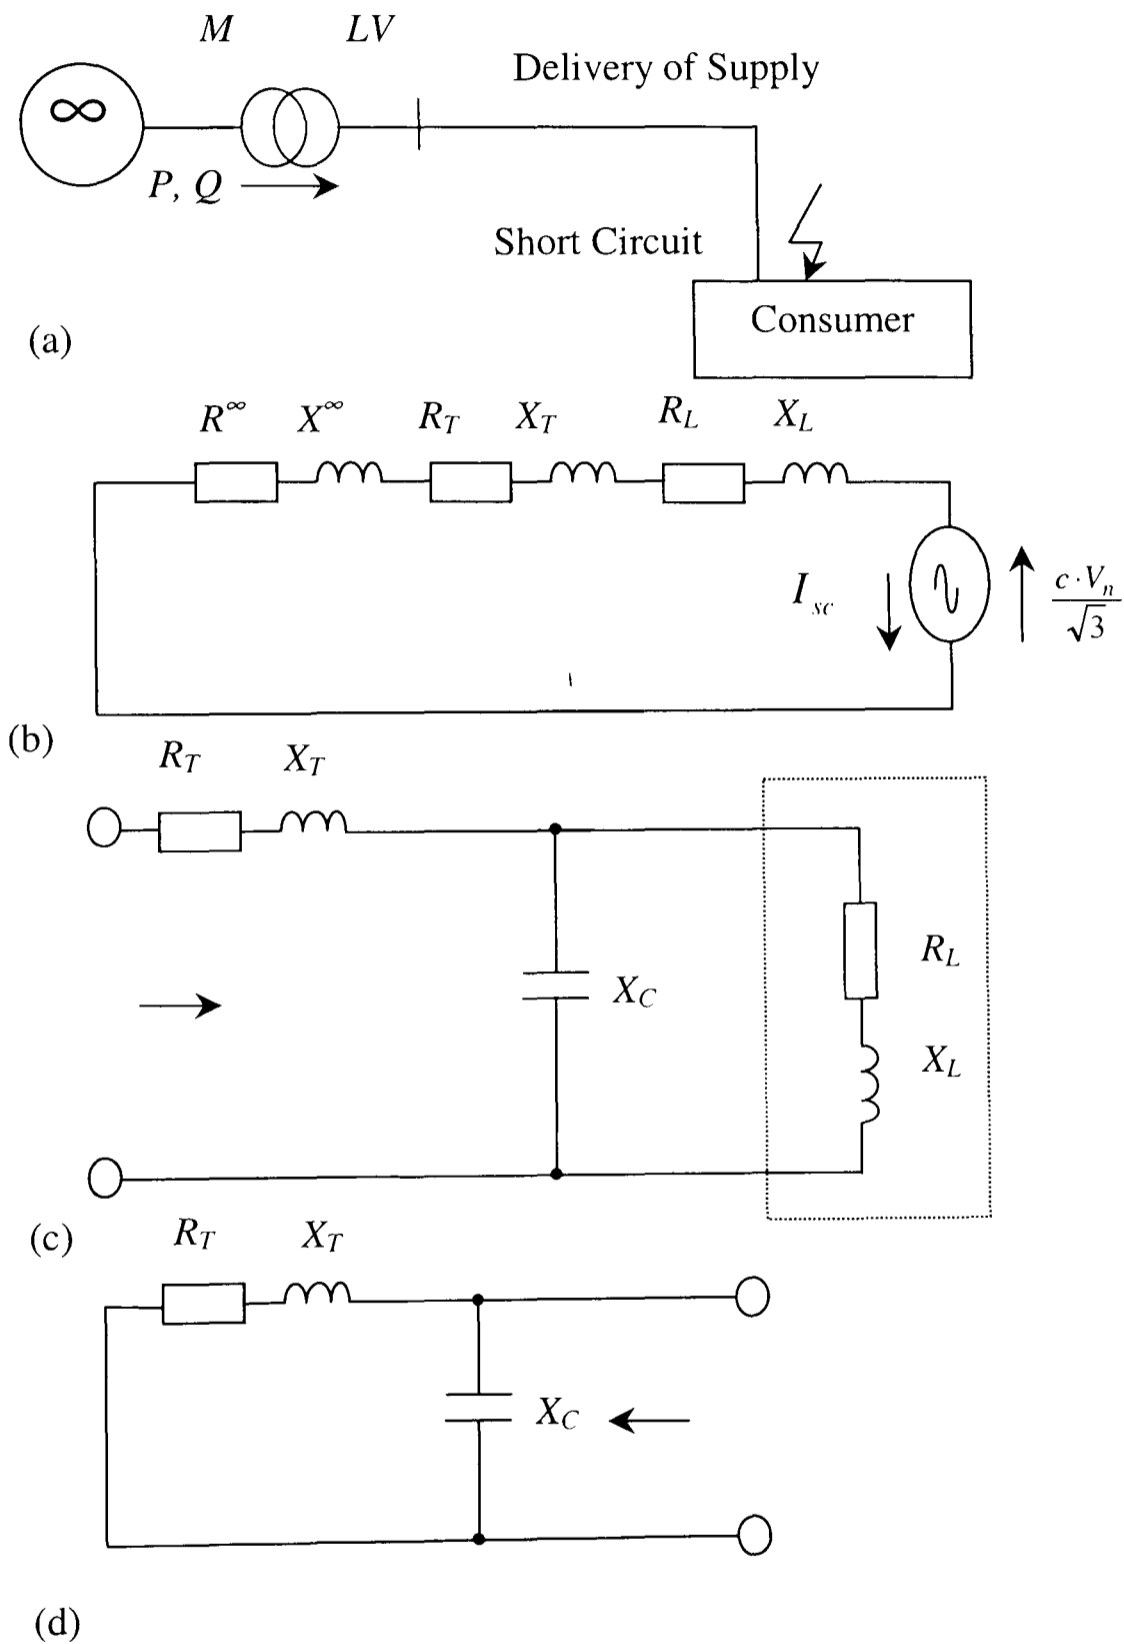 M LV
∞
Delivery of Supply
P, Q
Short Circuit
Consumer
(a)
R^∞ X^∞ R_T X_T R_L X_L
I_sc
c·V_n
√3
(b)
R_T X_T
R_L
X_C
X_L
(c)
R_T X_T
X_C
(d)